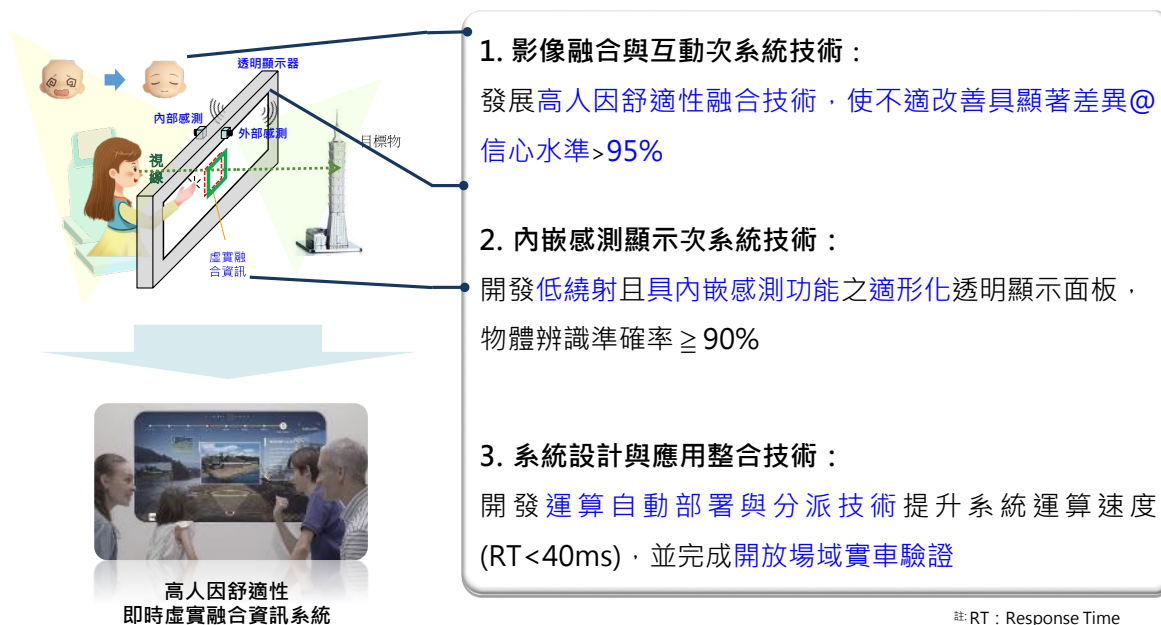 透明顯示器
內部感測
外部感測
目標物
視
線
虛實融
合資訊
高人因舒適性
即時虛實融合資訊系統
1. 影像融合與互動次系統技術：
發展高人因舒適性融合技術，使不適改善具顯著差異@
信心水準>95%
2. 內嵌感測顯示次系統技術：
開發低繞射且具內嵌感測功能之適形化透明顯示面板，
物體辨識準確率≧90%
3. 系統設計與應用整合技術：
開發運算自動部署與分派技術提升系統運算速度
(RT<40ms)，並完成開放場域實車驗證
註:RT：Response Time